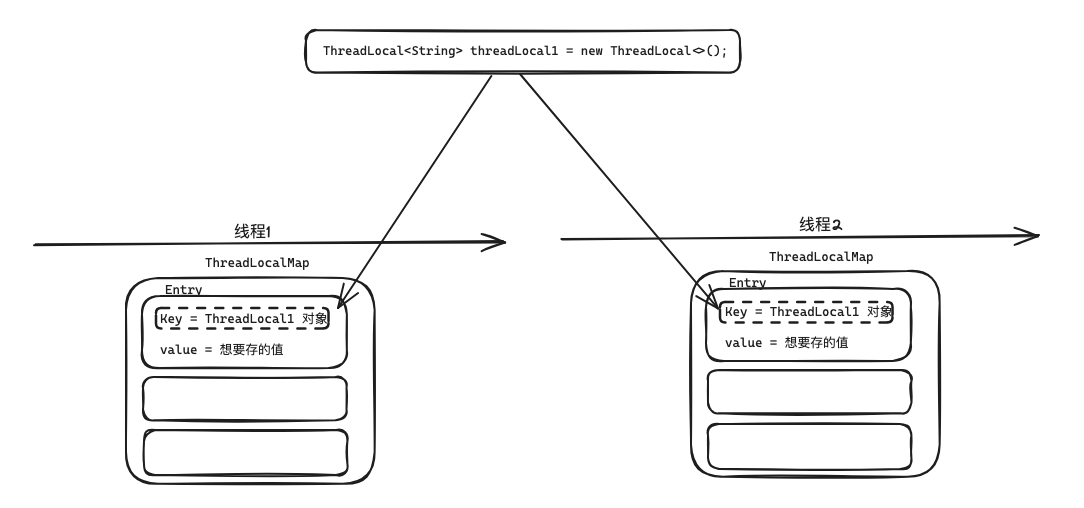 ThreadLocal<String> threadLocal1 = new ThreadLocal<>();
线程1
线程2
ThreadLocalMap
Entry
Key = ThreadLocal1 对象
value = 想要存的值
ThreadLocalMap
Entry
Key = ThreadLocal1 对象
value = 想要存的值